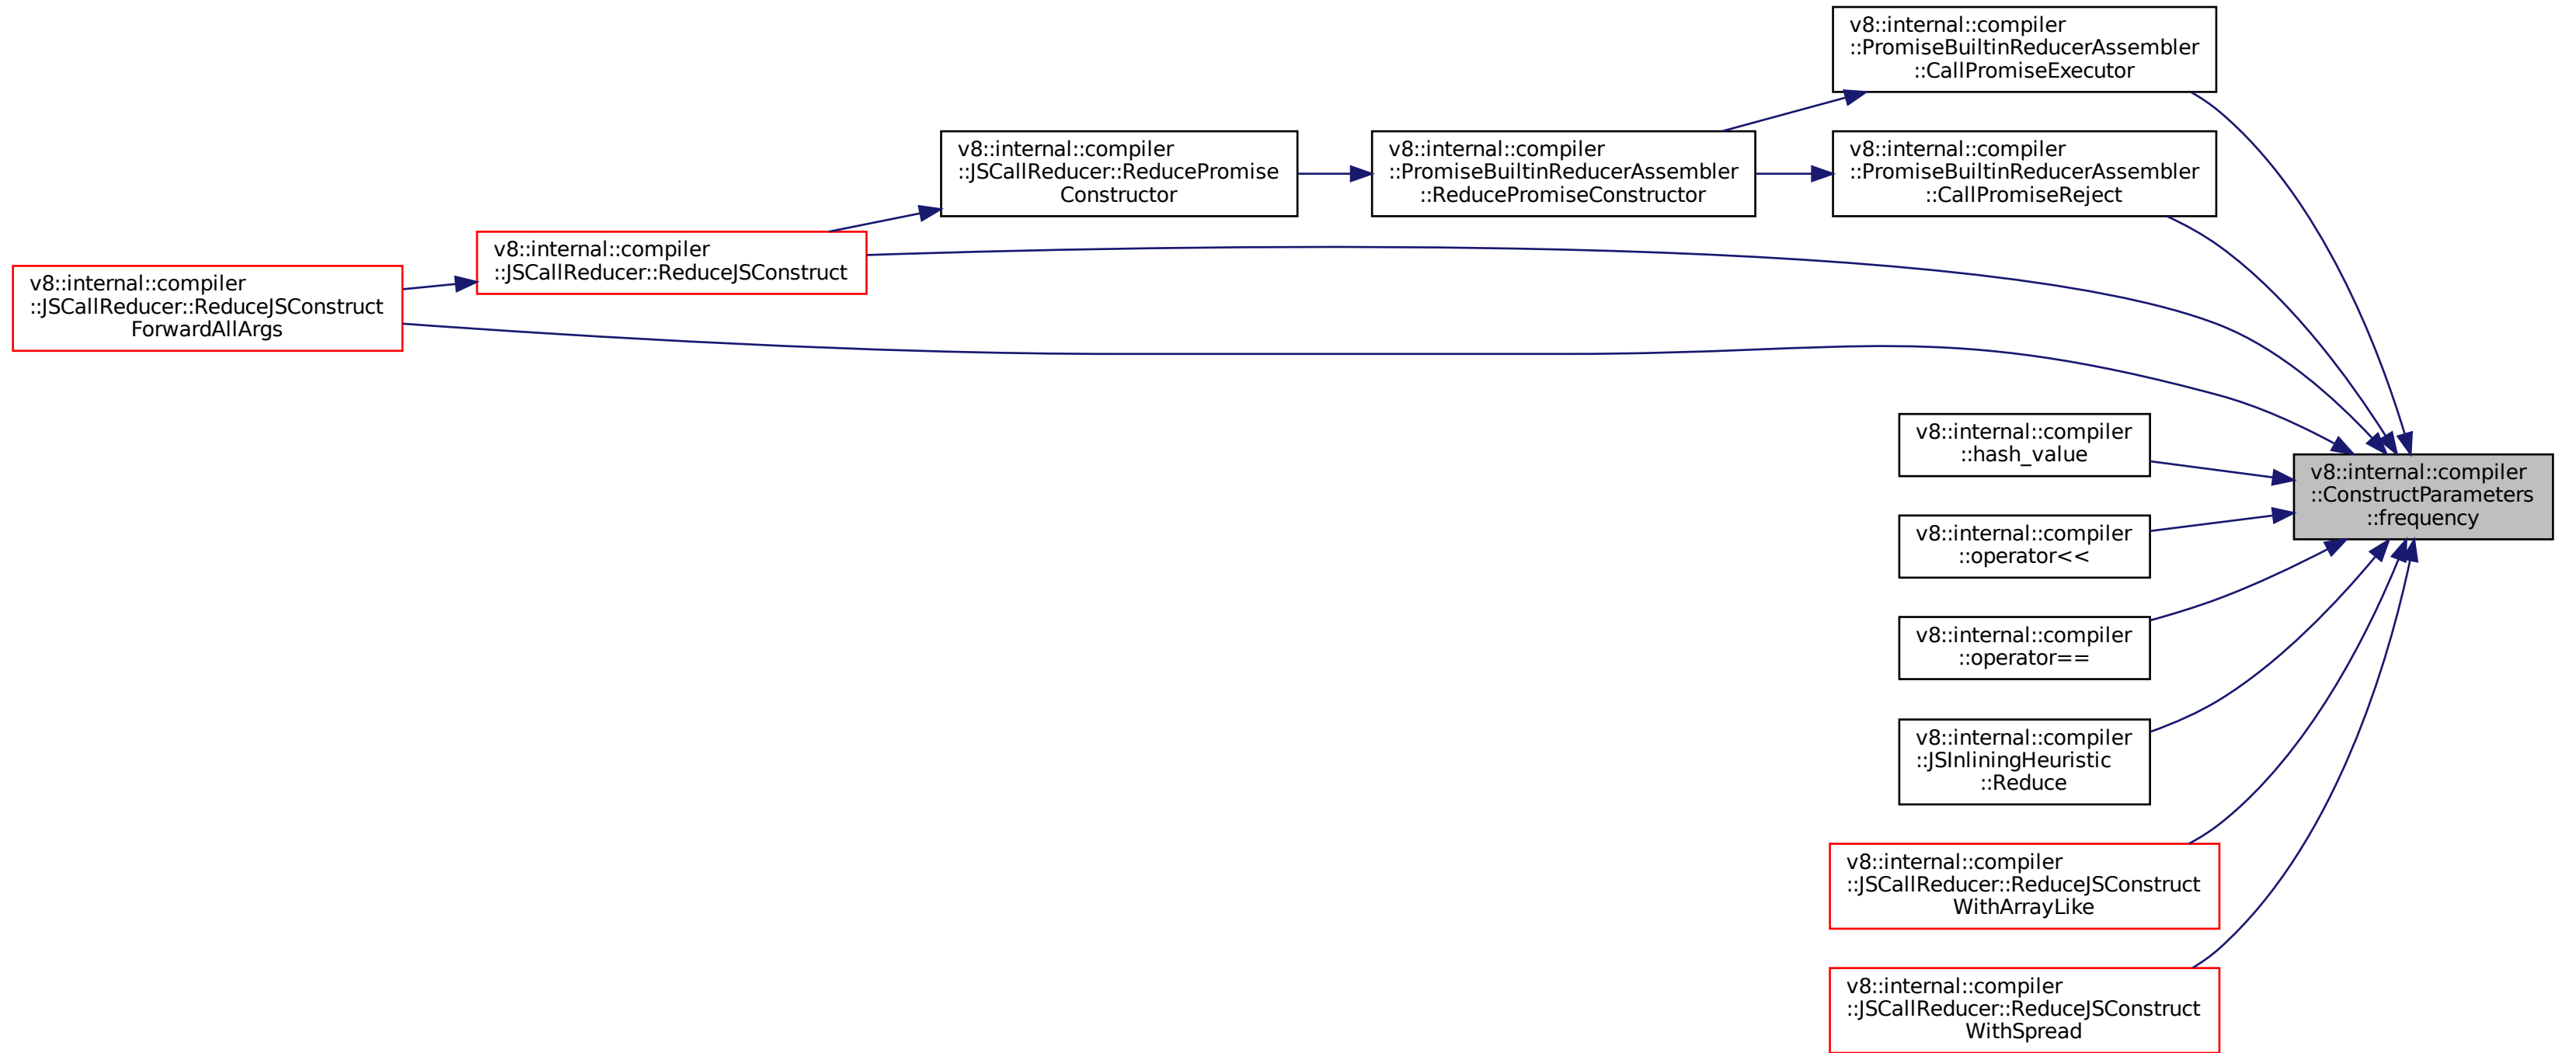 v8::internal::compiler
::PromiseBuiltinReducerAssembler
::CallPromiseExecutor
v8::internal::compiler
::JSCallReducer::ReducePromise
Constructor
v8::internal::compiler
::PromiseBuiltinReducerAssembler
::ReducePromiseConstructor
v8::internal::compiler
::PromiseBuiltinReducerAssembler
::CallPromiseReject
v8::internal::compiler
::JSCallReducer::ReduceJSConstruct
v8::internal::compiler
::JSCallReducer::ReduceJSConstruct
ForwardAllArgs
v8::internal::compiler
::hash_value
v8::internal::compiler
::ConstructParameters
::frequency
v8::internal::compiler
::operator<<
v8::internal::compiler
::operator==
v8::internal::compiler
::JSInliningHeuristic
::Reduce
v8::internal::compiler
::JSCallReducer::ReduceJSConstruct
WithArrayLike
v8::internal::compiler
::JSCallReducer::ReduceJSConstruct
WithSpread